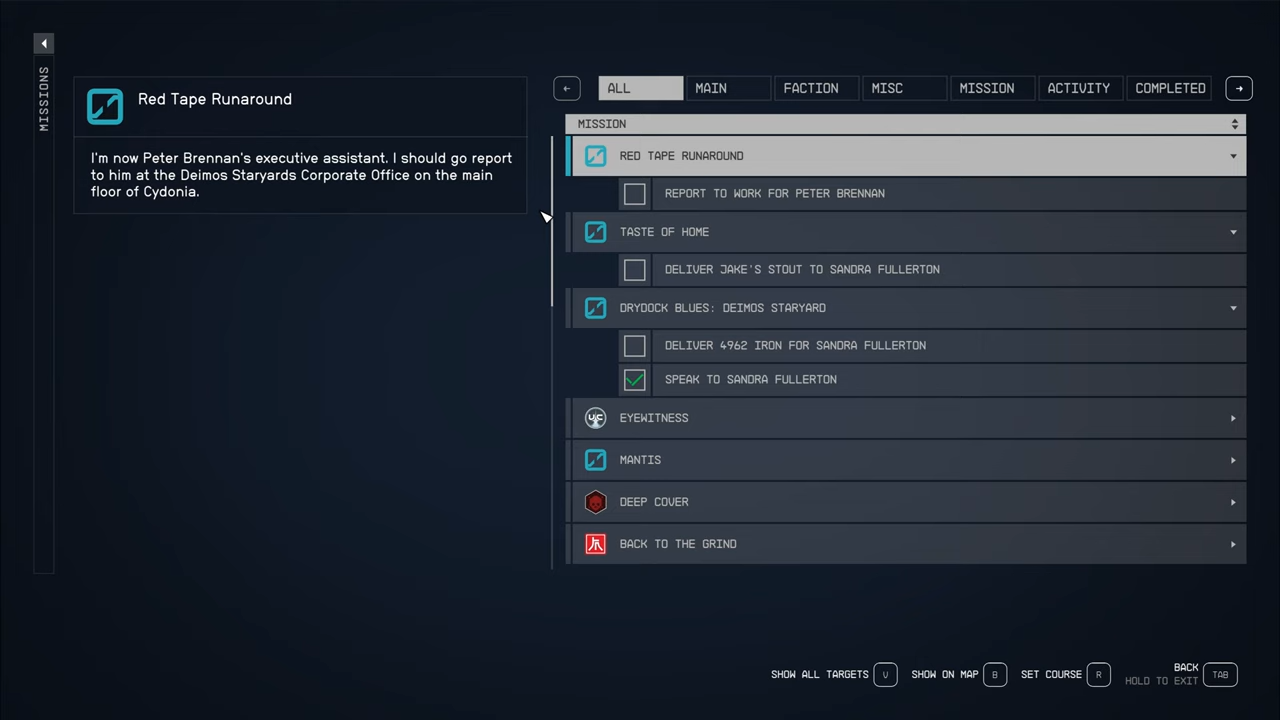 MISSIONS
Red Tape Runaround
I'm now Peter Brennan's executive assistant. I should go report
to him at the Deimos Staryards Corporate Office on the main
floor of Cydonia.
ALL MAIN FACTION MISC MISSION ACTIVITY COMPLETED
MISSION
RED TAPE RUNAROUND
REPORT TO WORK FOR PETER BRENNAN
TASTE OF HOME
DELIVER JAKE'S STOUT TO SANDRA FULLERTON
DRYDOCK BLUES: DEIMOS STARYARD
DELIVER 4962 IRON FOR SANDRA FULLERTON
SPEAK TO SANDRA FULLERTON
UC EYEWITNESS
MANTIS
DEEP COVER
BACK TO THE GRIND
SHOW ALL TARGETS V SHOW ON MAP B SET COURSE R BACK TAB
HOLD TO EXIT